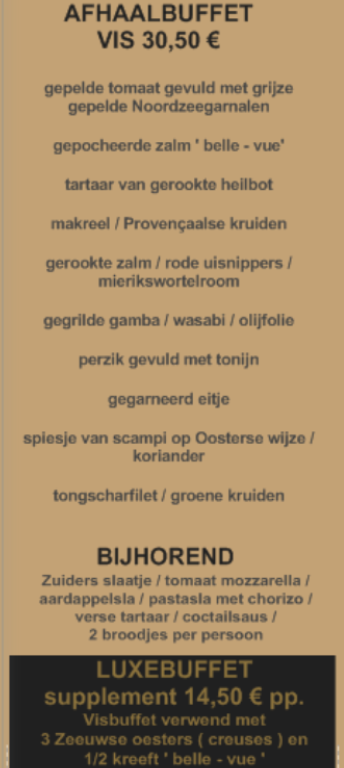 AFHAALBUFFET
VIS 30,50 €
gepelde tomaat gevuld met grijze
gepelde Noordzeegarnalen
gepocheerde zalm ' belle - vue'
tartaar van gerookte heilbot
makreel / Provençaalse kruiden
gerookte zalm / rode uisnippers /
mierikswortelroom
gegrilde gamba / wasabi / olijfolie
perzik gevuld met tonijn
gegarneerd eitje
spiesje van scampi op Oosterse wijze /
koriander
tongscharfilet / groene kruiden
BIJHOREND
Zuiders slaatje / tomaat mozzarella /
aardappelsla / pastasla met chorizo /
verse tartaar / coctailsaus /
2 broodjes per persoon
LUXEBUFFET
supplement 14,50 € pp.
Visbuffet verwend met
3 Zeeuwse oesters ( creuses ) en
1/2 kreeft ' belle - vue '